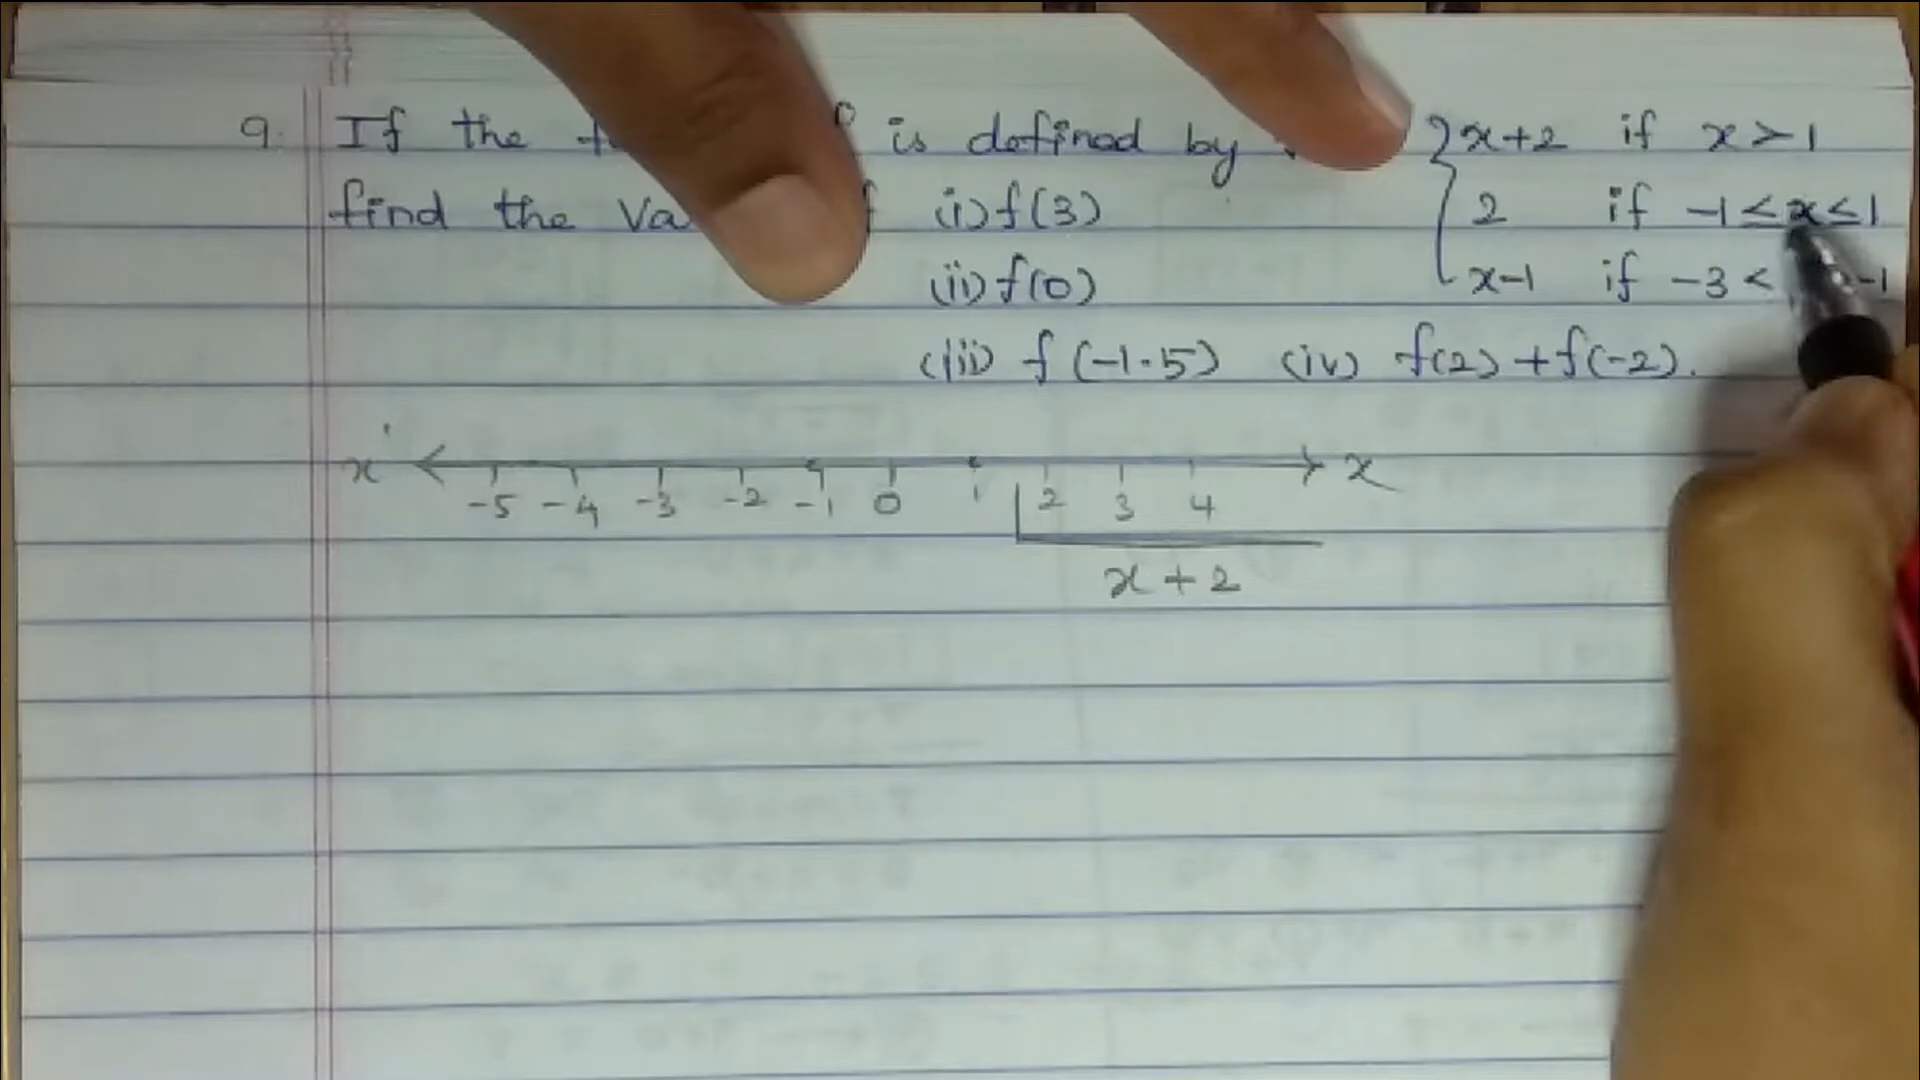 9. If the is defined by { x+2 if x > 1
find the (i) f(3) 2 if -1 ≤ x ≤ 1
(ii) f(0) x-1 if -3 < -1
(iii) f(-1.5) (iv) f(2) + f(-2).
x' x
-5 -4 -3 -2 -1 0 1 2 3 4
x + 2